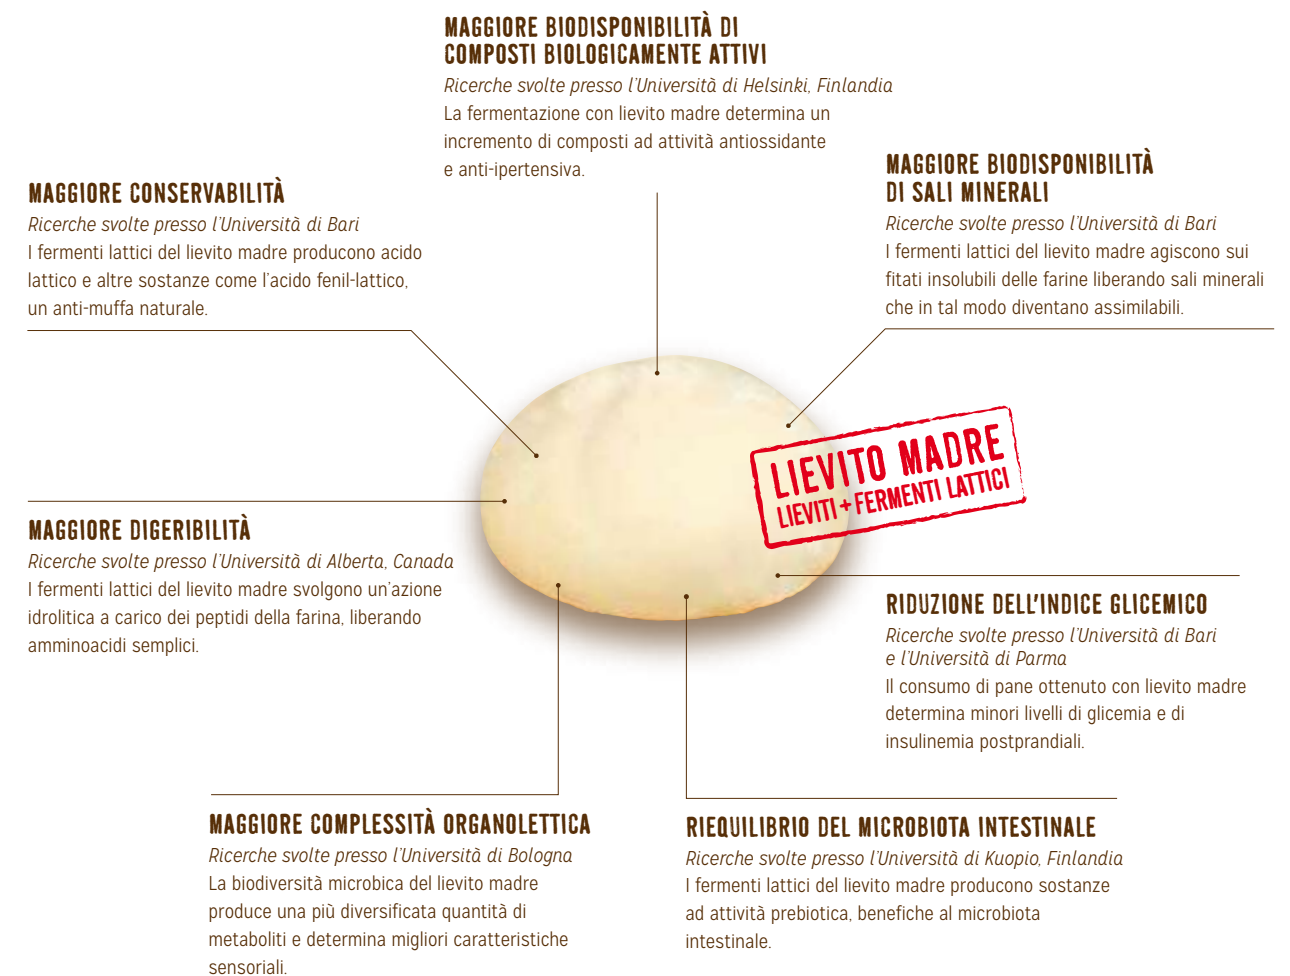 MAGGIORE BIODISPONIBILITÀ DI
COMPOSTI BIOLOGICAMENTE ATTIVI
Ricerche svolte presso l'Università di Helsinki, Finlandia
La fermentazione con lievito madre determina un
incremento di composti ad attività antiossidante
e anti-ipertensiva.
MAGGIORE CONSERVABILITÀ
Ricerche svolte presso l'Università di Bari
I fermenti lattici del lievito madre producono acido
lattico e altre sostanze come l'acido fenil-lattico,
un anti-muffa naturale.
MAGGIORE BIODISPONIBILITÀ
DI SALI MINERALI
Ricerche svolte presso l'Università di Bari
I fermenti lattici del lievito madre agiscono sui
fitati insolubili delle farine liberando sali minerali
che in tal modo diventano assimilabili.
LIEVITO MADRE
LIEVITI + FERMENTI LATTICI
MAGGIORE DIGERIBILITÀ
Ricerche svolte presso l'Università di Alberta, Canada
I fermenti lattici del lievito madre svolgono un'azione
idrolitica a carico dei peptidi della farina, liberando
amminoacidi semplici.
RIDUZIONE DELL'INDICE GLICEMICO
Ricerche svolte presso l'Università di Bari
e l'Università di Parma
Il consumo di pane ottenuto con lievito madre
determina minori livelli di glicemia e di
insulinemia postprandiali.
MAGGIORE COMPLESSITÀ ORGANOLETTICA
Ricerche svolte presso l'Università di Bologna
La biodiversità microbica del lievito madre
produce una più diversificata quantità di
metaboliti e determina migliori caratteristiche
sensoriali.
RIEQUILIBRIO DEL MICROBIOTA INTESTINALE
Ricerche svolte presso l'Università di Kuopio, Finlandia
I fermenti lattici del lievito madre producono sostanze
ad attività prebiotica, benefiche al microbiota
intestinale.